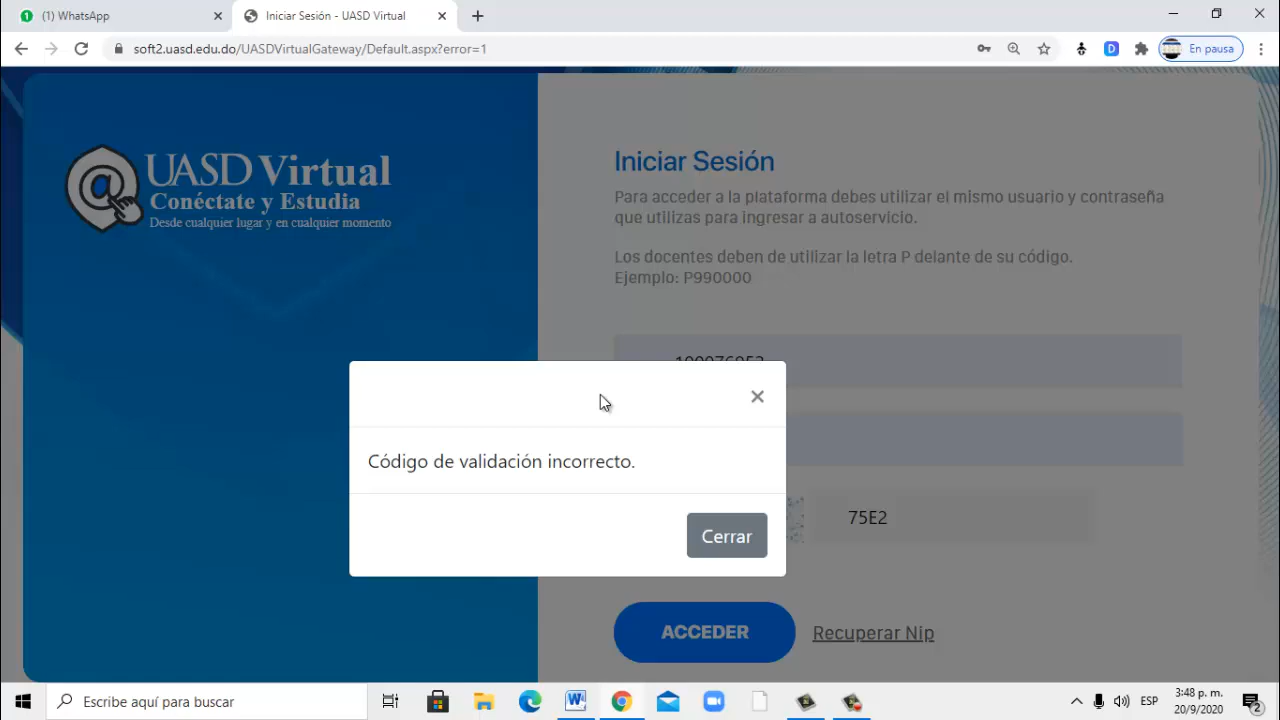 (1) WhatsApp
Iniciar Sesión - UASD Virtual
soft2.uasd.edu.do/UASDVirtualGateway/Default.aspx?error=1
En pausa
UASD Virtual
Conéctate y Estudia
Desde cualquier lugar y en cualquier momento
Iniciar Sesión
Para acceder a la plataforma debes utilizar el mismo usuario y contraseña
que utilizas para ingresar a autoservicio.
Los docentes deben de utilizar la letra P delante de su código.
Ejemplo: P990000
Código de validación incorrecto.
Cerrar
75E2
ACCEDER
Recuperar Nip
Escribe aquí para buscar
ESP
3:48 p. m.
20/9/2020
2